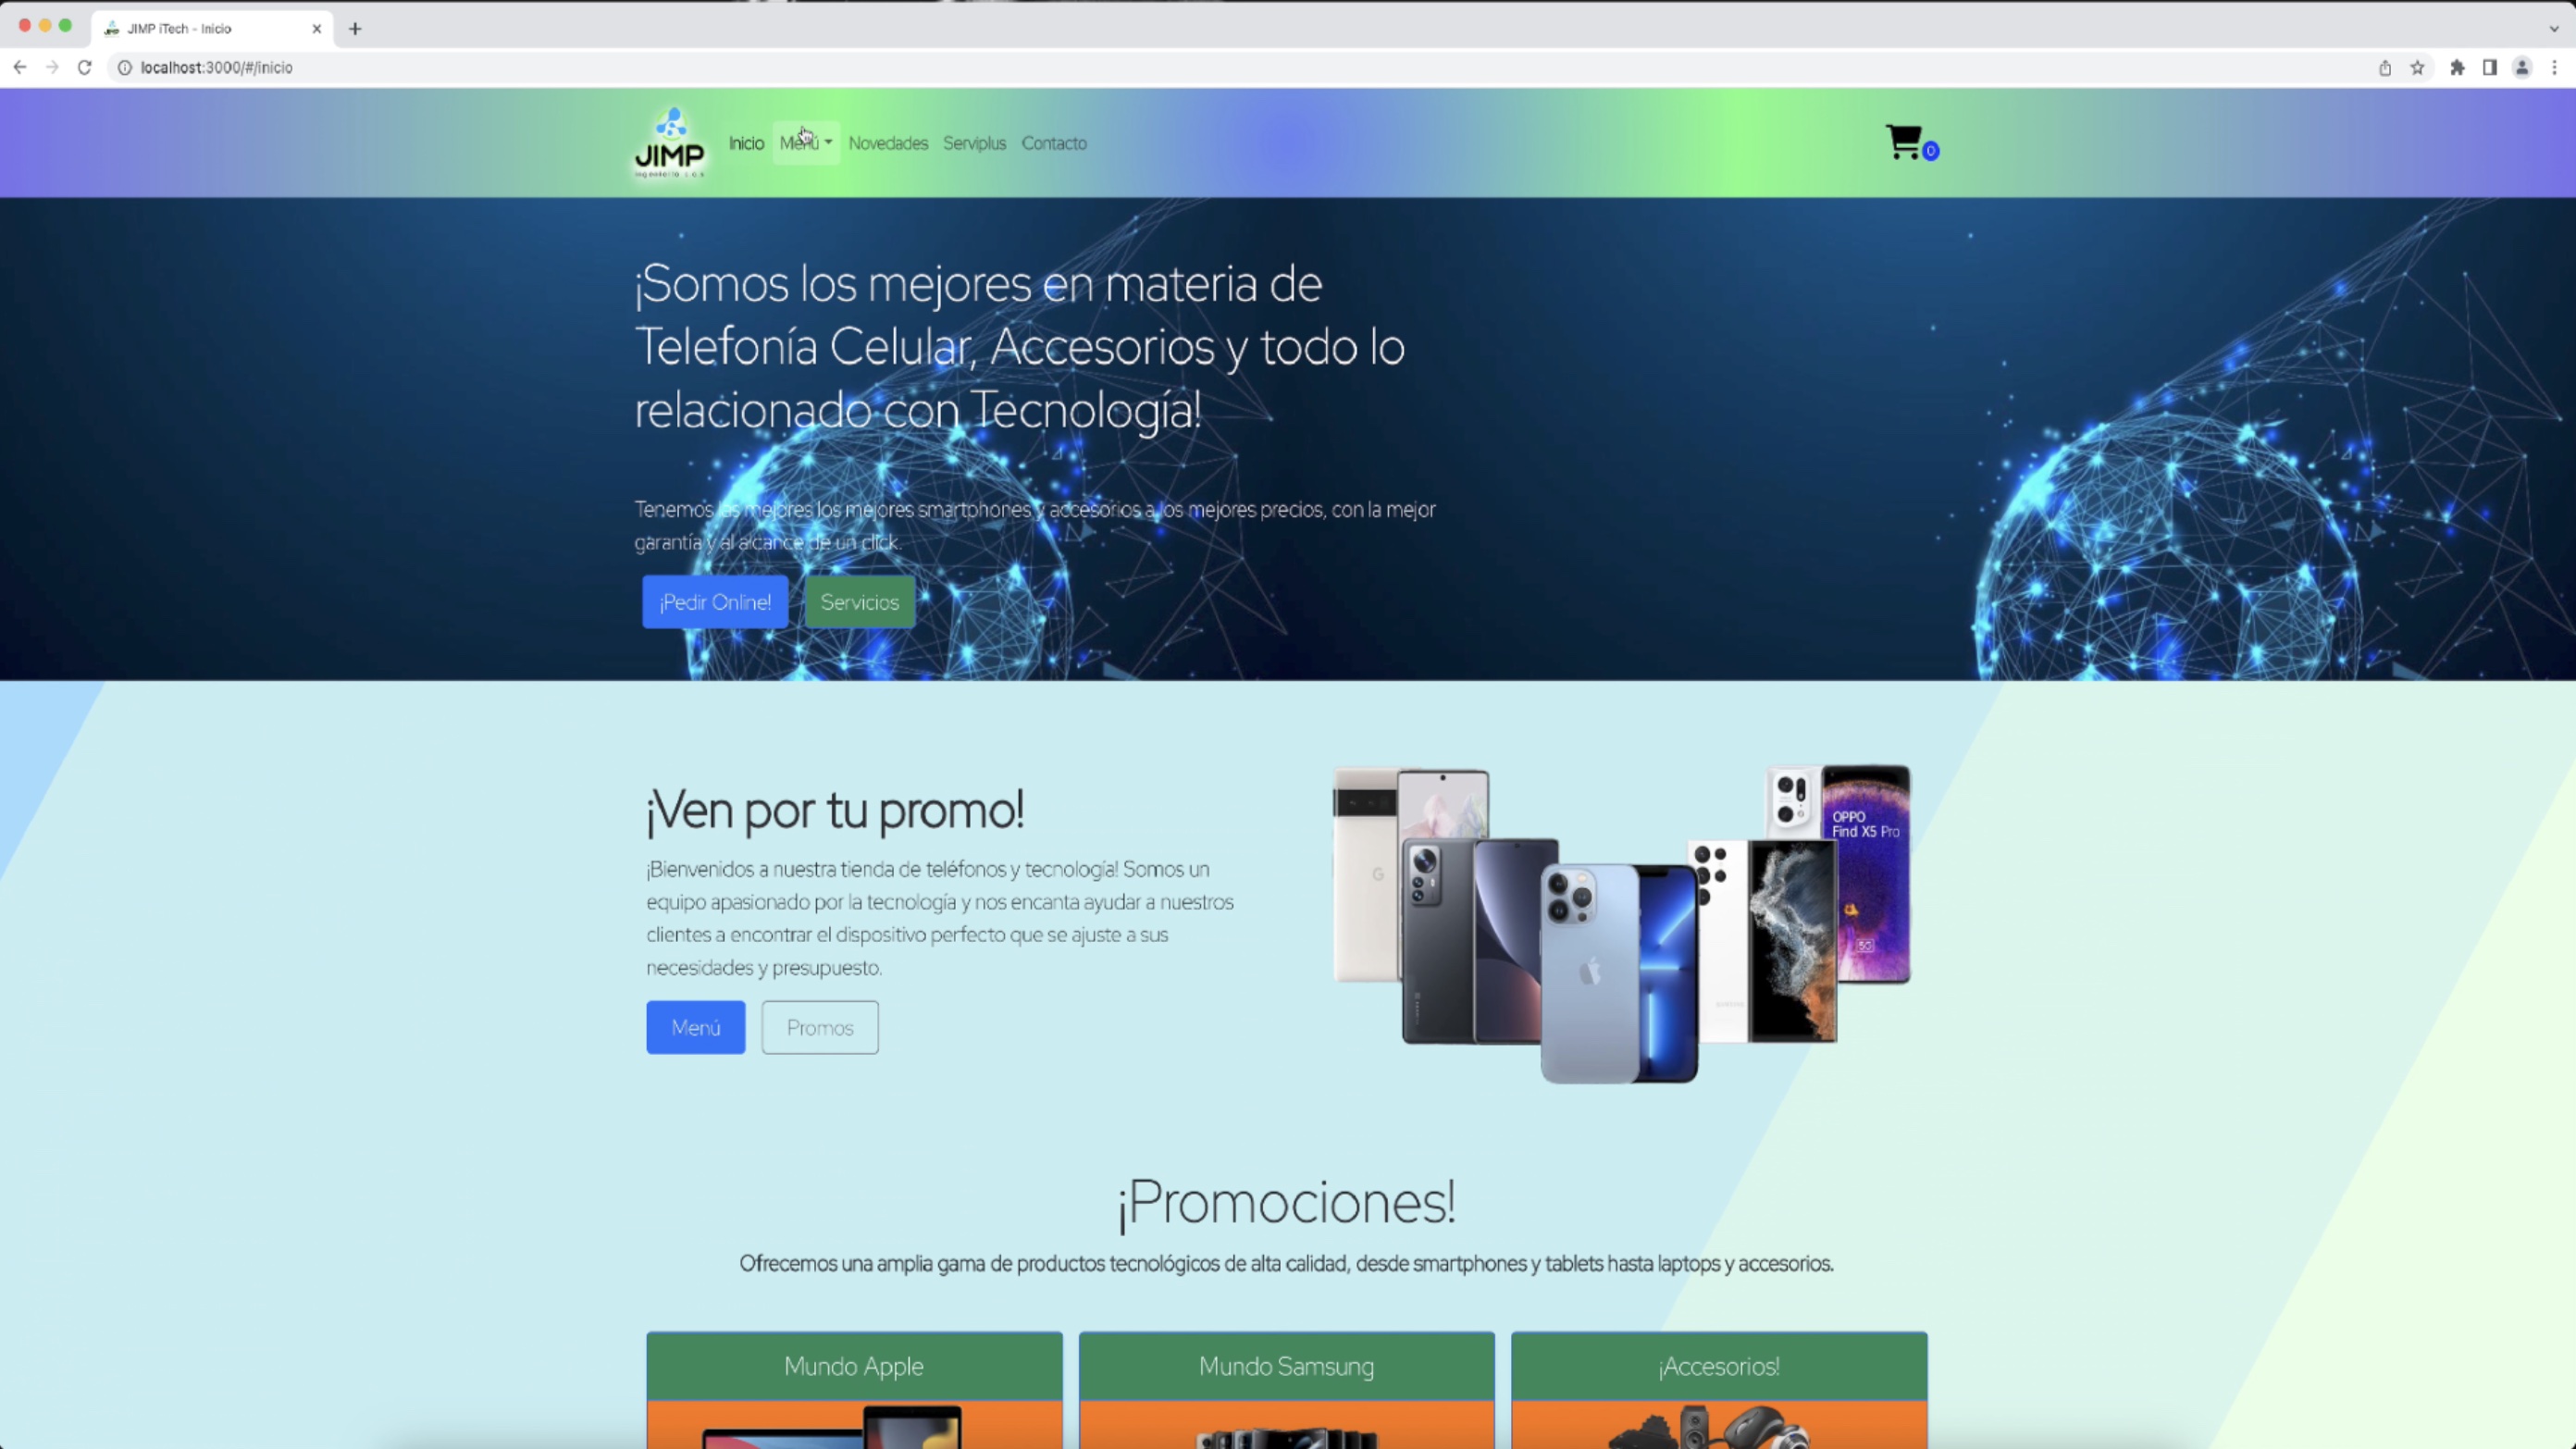 JIMP iTech - Inicio
localhost:3000/#/inicio
JIMP
Inicio Menú Novedades Serviplus Contacto
0
¡Somos los mejores en materia de
Telefonía Celular, Accesorios y todo lo
relacionado con Tecnología!
Tenemos las mejores los mejores smartphones y accesorios a los mejores precios, con la mejor
garantía y al alcance de un click.
¡Pedir Online! Servicios
¡Ven por tu promo!
¡Bienvenidos a nuestra tienda de teléfonos y tecnología! Somos un
equipo apasionado por la tecnología y nos encanta ayudar a nuestros
clientes a encontrar el dispositivo perfecto que se ajuste a sus
necesidades y presupuesto.
Menú Promos
OPPO
Find X5 Pro
5G
G
¡Promociones!
Ofrecemos una amplia gama de productos tecnológicos de alta calidad, desde smartphones y tablets hasta laptops y accesorios.
Mundo Apple
Mundo Samsung
¡Accesorios!